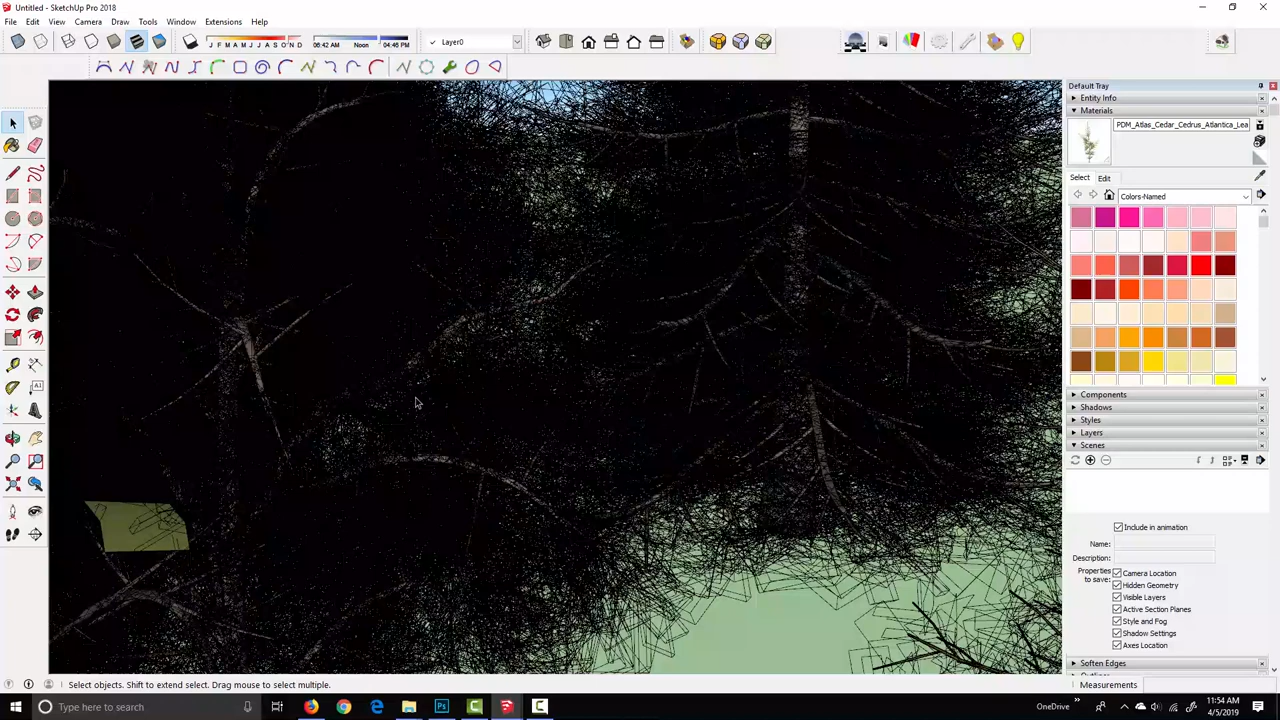 Untitled - SketchUp Pro 2018
File Edit View Camera Draw Tools Window Extensions Help
J F M A M J J A S O N D
06:42 AM Noon 04:46 PM
Layer0
Default Tray
Entity Info
Materials
PDM_Atlas_Cedar_Cedrus_Atlantica_Lea
Select Edit
Colors-Named
Components
Shadows
Styles
Layers
Scenes
Include in animation
Name:
Description:
Properties to save:
Camera Location
Hidden Geometry
Visible Layers
Active Section Planes
Style and Fog
Shadow Settings
Axes Location
Soften Edges
Select objects. Shift to extend select. Drag mouse to select multiple.
Measurements
Type here to search
OneDrive
11:54 AM
4/5/2019